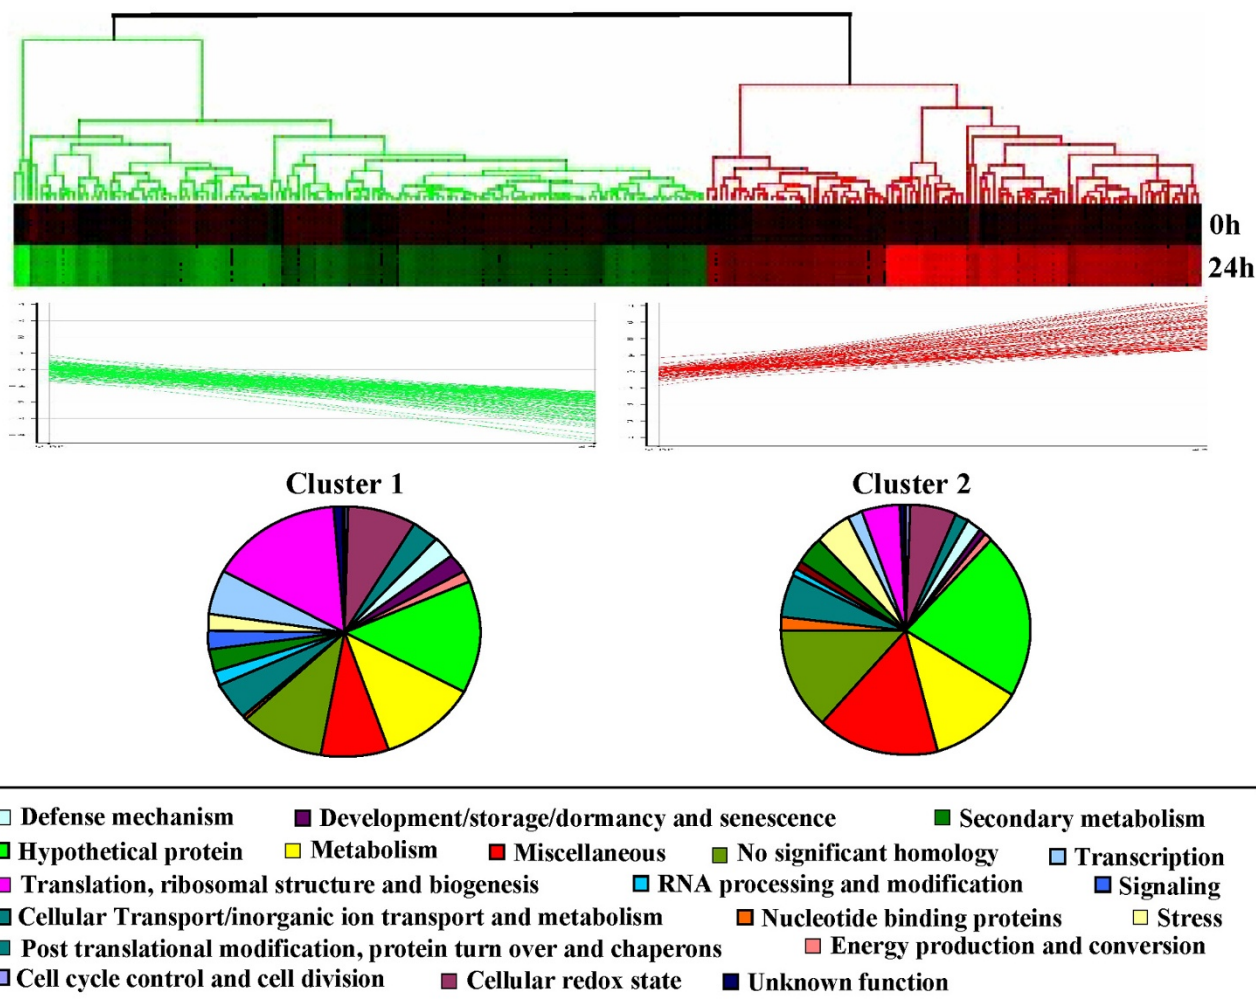 0h
24h
Cluster 1
Cluster 2
Defense mechanism
Development/storage/dormancy and senescence
Secondary metabolism
Hypothetical protein
Metabolism
Miscellaneous
No significant homology
Transcription
Translation, ribosomal structure and biogenesis
RNA processing and modification
Signaling
Cellular Transport/inorganic ion transport and metabolism
Nucleotide binding proteins
Stress
Post translational modification, protein turn over and chaperons
Energy production and conversion
Cell cycle control and cell division
Cellular redox state
Unknown function